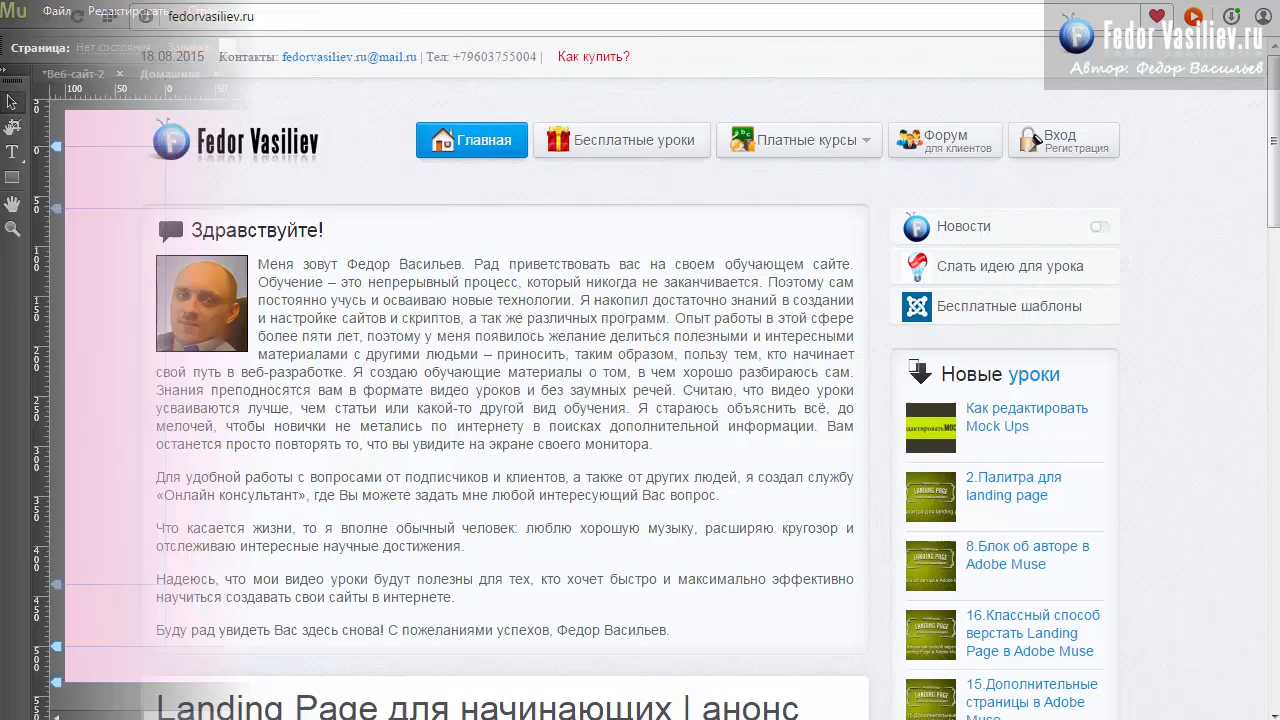 Mu
Файл
Редактировать
fedorvasiliev.ru
Fedor Vasiliev.ru
Автор: Федор Васильев
Страница: Нет состояния
18.08.2015 Контакты: fedorvasiliev.ru@mail.ru | Тел: +79603755004 | Как купить?
*Веб-сайт-2 × Домашняя
100 50 0 50
Fedor Vasiliev
Главная
Бесплатные уроки
Платные курсы
Форум
для клиентов
Вход
Регистрация
Здравствуйте!
Меня зовут Федор Васильев. Рад приветствовать вас на своем обучающем сайте.
Обучение – это непрерывный процесс, который никогда не заканчивается. Поэтому сам
постоянно учусь и осваиваю новые технологии. Я накопил достаточно знаний в создании
и настройке сайтов и скриптов, а так же различных программ. Опыт работы в этой сфере
более пяти лет, поэтому у меня появилось желание делиться полезными и интересными
материалами с другими людьми – приносить, таким образом, пользу тем, кто начинает
свой путь в веб-разработке. Я создаю обучающие материалы о том, в чем хорошо разбираюсь сам.
Знания преподносятся вам в формате видео уроков и без заумных речей. Считаю, что видео уроки
усваиваются лучше, чем статьи или какой-то другой вид обучения. Я стараюсь объяснить всё, до
мелочей, чтобы новички не метались по интернету в поисках дополнительной информации. Вам
останется просто повторять то, что вы увидите на экране своего монитора.
Для удобной работы с вопросами от подписчиков и клиентов, а также от других людей, я создал службу
«Онлайн консультант», где Вы можете задать мне любой интересующий Вас вопрос.
Что касаемо жизни, то я вполне обычный человек: люблю хорошую музыку, расширяю кругозор и
отслеживаю интересные научные достижения.
Надеюсь, что мои видео уроки будут полезны для тех, кто хочет быстро и максимально эффективно
научиться создавать свои сайты в интернете.
Буду рад видеть Вас здесь снова! С пожеланиями успехов, Федор Васильев.
Landing Page для начинающих | анонс
Новости
Слать идею для урока
Бесплатные шаблоны
Новые уроки
Как редактировать
Mock Ups
2.Палитра для
landing page
8.Блок об авторе в
Adobe Muse
16.Классный способ
верстать Landing
Page в Adobe Muse
15.Дополнительные
страницы в Adobe
Muse